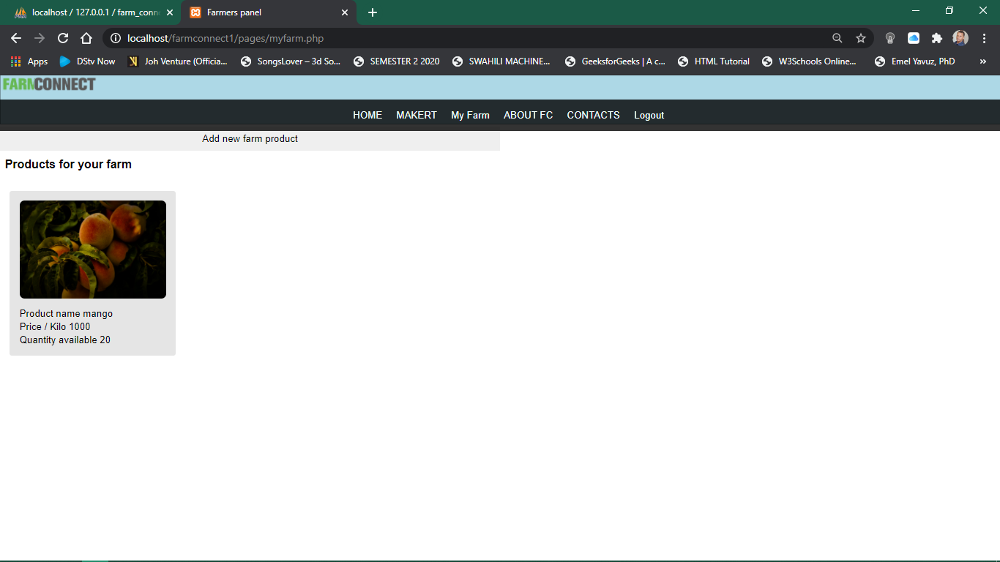 localhost / 127.0.0.1 / farm_conn
Farmers panel
localhost/farmconnect1/pages/myfarm.php
Apps DStv Now Joh Venture (Officia... SongsLover – 3d So... SEMESTER 2 2020 SWAHILI MACHINE... GeeksforGeeks | A c... HTML Tutorial W3Schools Online... Emel Yavuz, PhD »
FARMCONNECT
HOME MAKERT My Farm ABOUT FC CONTACTS Logout
Add new farm product
Products for your farm
Product name mango
Price / Kilo 1000
Quantity available 20